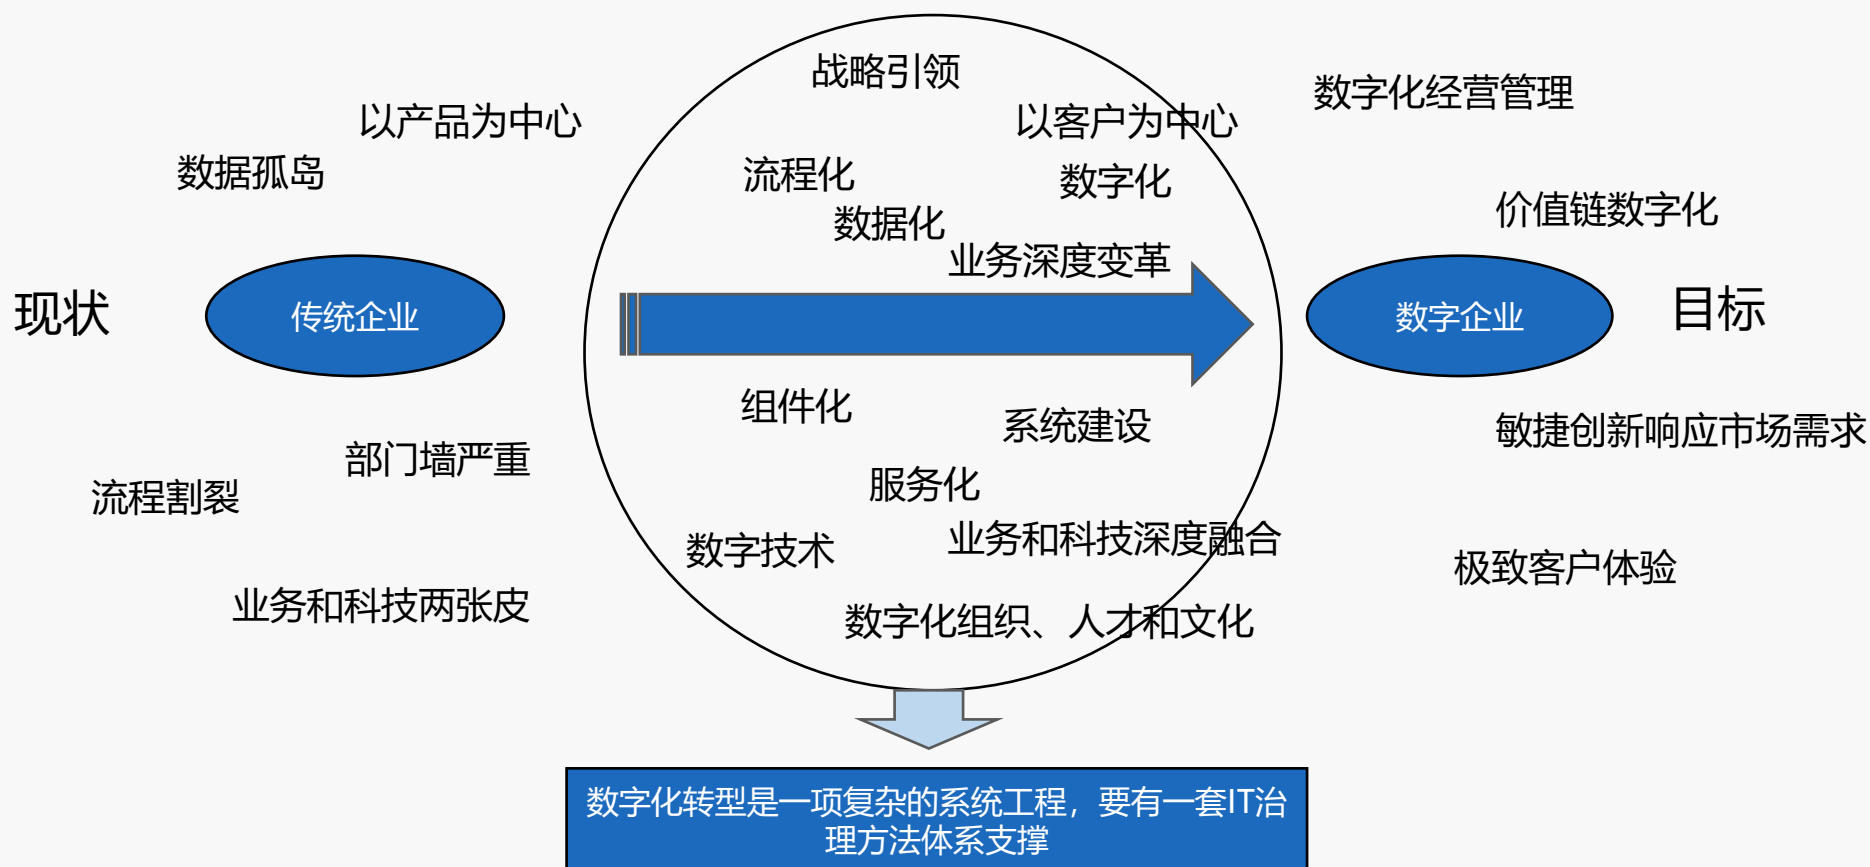 战略引领
数字化经营管理
以产品为中心
以客户为中心
数据孤岛
流程化
数字化
价值链数字化
数据化
业务深度变革
现状
传统企业
数字企业
目标
组件化
系统建设
敏捷创新响应市场需求
部门墙严重
服务化
流程割裂
业务和科技深度融合
数字技术
极致客户体验
业务和科技两张皮
数字化组织、人才和文化
数字化转型是一项复杂的系统工程，要有一套IT治
理方法体系支撑